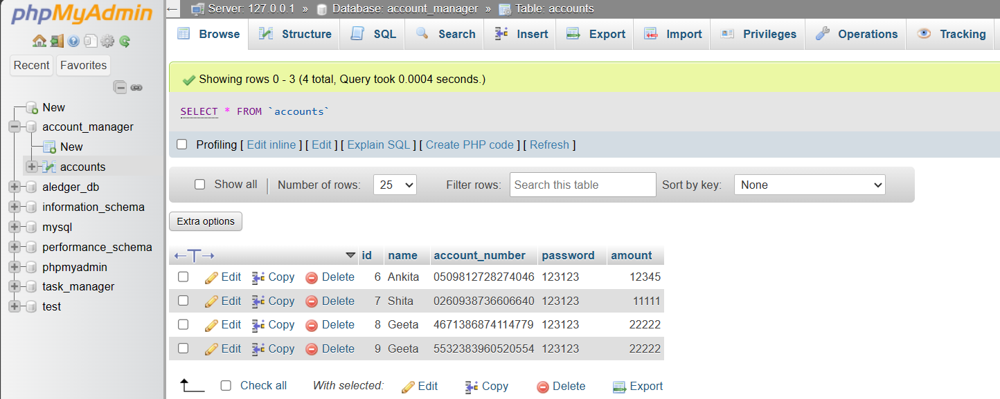 phpMyAdmin
Recent Favorites
New
account_manager
New
accounts
aledger_db
information_schema
mysql
performance_schema
phpmyadmin
task_manager
test
Server: 127.0.0.1 » Database: account_manager » Table: accounts
Browse Structure SQL Search Insert Export Import Privileges Operations Tracking
Showing rows 0 - 3 (4 total, Query took 0.0004 seconds.)
SELECT * FROM `accounts`
Profiling [ Edit inline ] [ Edit ] [ Explain SQL ] [ Create PHP code ] [ Refresh ]
Show all | Number of rows: 25 Filter rows: Search this table Sort by key: None
Extra options
←T→ id name account_number password amount
Edit Copy Delete 6 Ankita 0509812728274046 123123 12345
Edit Copy Delete 7 Shita 0260938736606640 123123 11111
Edit Copy Delete 8 Geeta 4671386874114779 123123 22222
Edit Copy Delete 9 Geeta 5532383960520554 123123 22222
Check all With selected: Edit Copy Delete Export